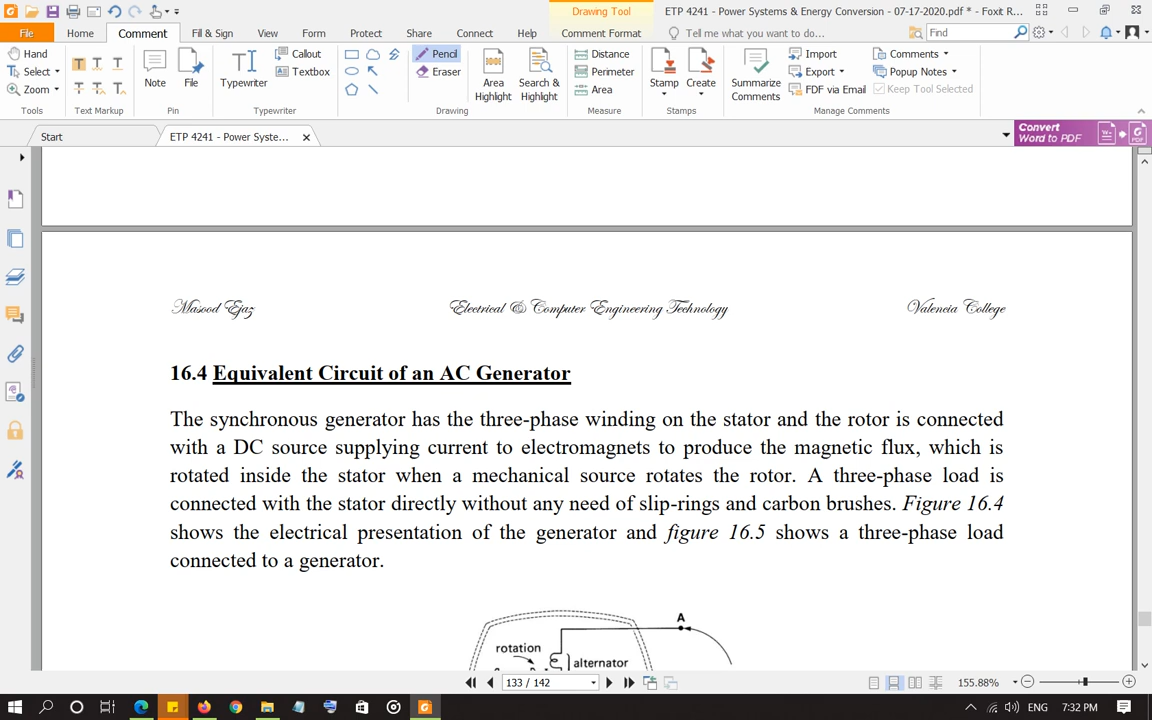 Drawing Tool
ETP 4241 - Power Systems & Energy Conversion - 07-17-2020.pdf * - Foxit R...
File Home Comment Fill & Sign View Form Protect Share Connect Help Comment Format Tell me what you want to do... Find
Hand
Select
Zoom
Tools
Text Markup
Note
File
Pin
Typewriter
Callout
Textbox
Typewriter
Pencil
Eraser
Drawing
Area Highlight
Search & Highlight
Distance
Perimeter
Area
Measure
Stamp
Create
Stamps
Summarize Comments
Import
Export
FDF via Email
Comments
Popup Notes
Keep Tool Selected
Manage Comments
Start
ETP 4241 - Power Syste...
Convert
Word to PDF
Masood Ejaz Electrical & Computer Engineering Technology Valencia College
16.4 Equivalent Circuit of an AC Generator
The synchronous generator has the three-phase winding on the stator and the rotor is connected
with a DC source supplying current to electromagnets to produce the magnetic flux, which is
rotated inside the stator when a mechanical source rotates the rotor. A three-phase load is
connected with the stator directly without any need of slip-rings and carbon brushes. Figure 16.4
shows the electrical presentation of the generator and figure 16.5 shows a three-phase load
connected to a generator.
A
rotation
alternator
133 / 142
155.88%
ENG 7:32 PM